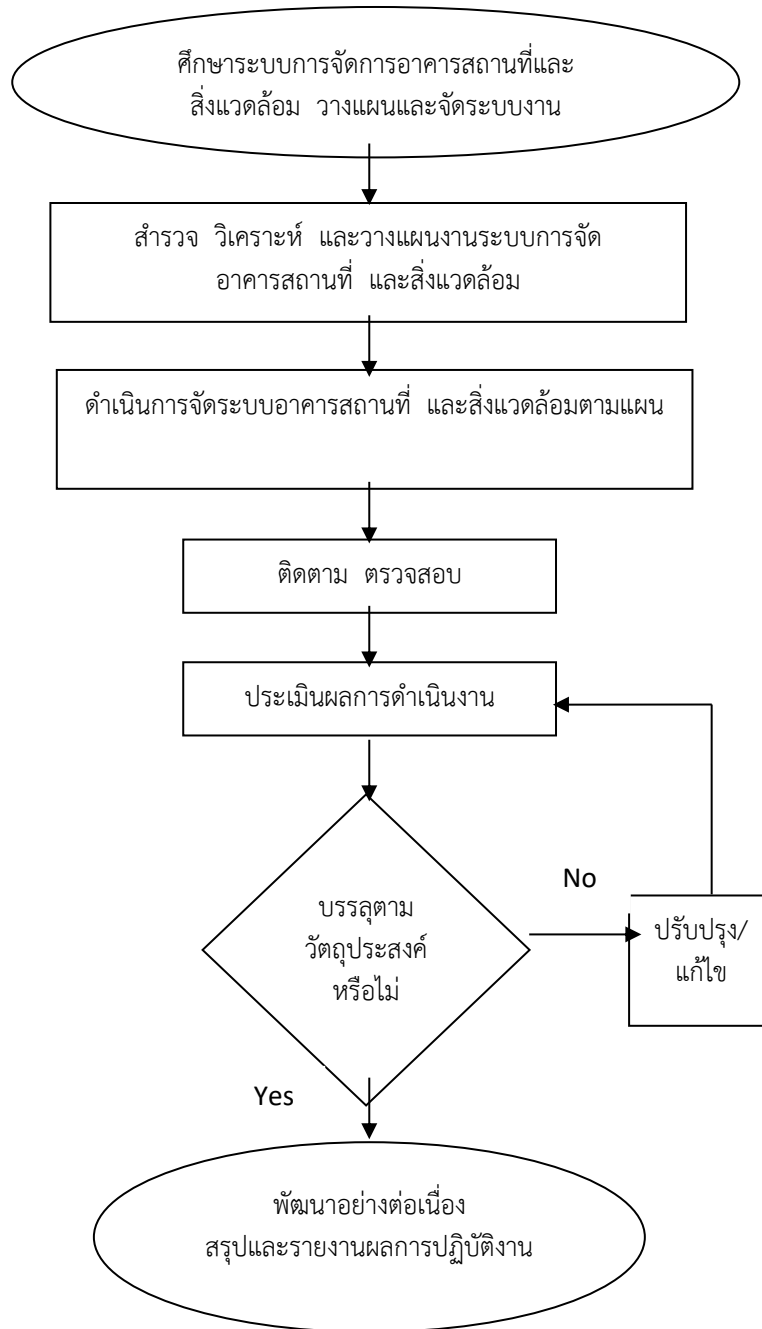 ศึกษาระบบการจัดการอาคารสถานที่และ
สิ่งแวดล้อม วางแผนและจัดระบบงาน
สำรวจ วิเคราะห์ และวางแผนงานระบบการจัด
อาคารสถานที่ และสิ่งแวดล้อม
ดำเนินการจัดระบบอาคารสถานที่ และสิ่งแวดล้อมตามแผน
ติดตาม ตรวจสอบ
ประเมินผลการดำเนินงาน
บรรลุตาม
วัตถุประสงค์
หรือไม่
No
ปรับปรุง/
แก้ไข
Yes
พัฒนาอย่างต่อเนื่อง
สรุปและรายงานผลการปฏิบัติงาน